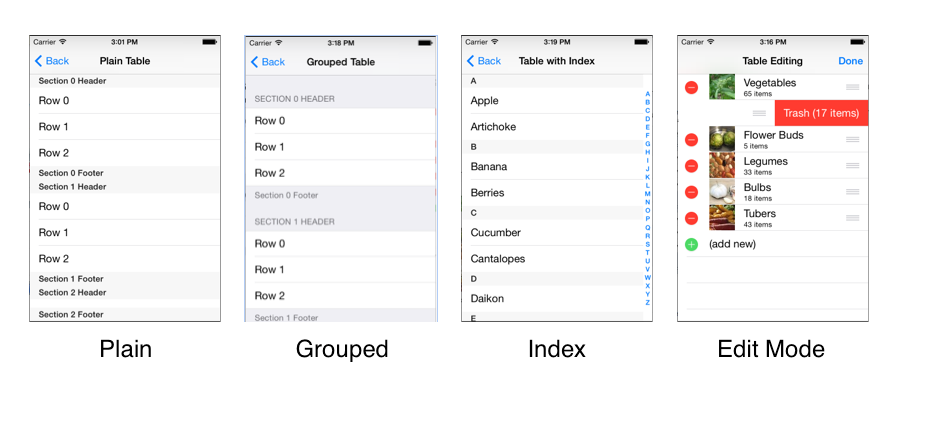 Carrier 3:01 PM
Back Plain Table
Section 0 Header
Row 0
Row 1
Row 2
Section 0 Footer
Section 1 Header
Row 0
Row 1
Row 2
Section 1 Footer
Section 2 Header
Section 2 Footer
Plain
Carrier 3:18 PM
Back Grouped Table
SECTION 0 HEADER
Row 0
Row 1
Row 2
Section 0 Footer
SECTION 1 HEADER
Row 0
Row 1
Row 2
Section 1 Footer
Grouped
Carrier 3:19 PM
Back Table with Index
A
Apple
Artichoke
B
Banana
Berries
C
Cucumber
Cantalopes
D
Daikon
E
A
B
C
D
E
F
G
H
I
J
K
L
M
N
O
P
Q
R
S
T
U
V
W
X
Y
Z
Index
Carrier 3:16 PM
Table Editing Done
Vegetables
65 items
Trash (17 items)
Flower Buds
5 items
Legumes
33 items
Bulbs
18 items
Tubers
43 items
(add new)
Edit Mode